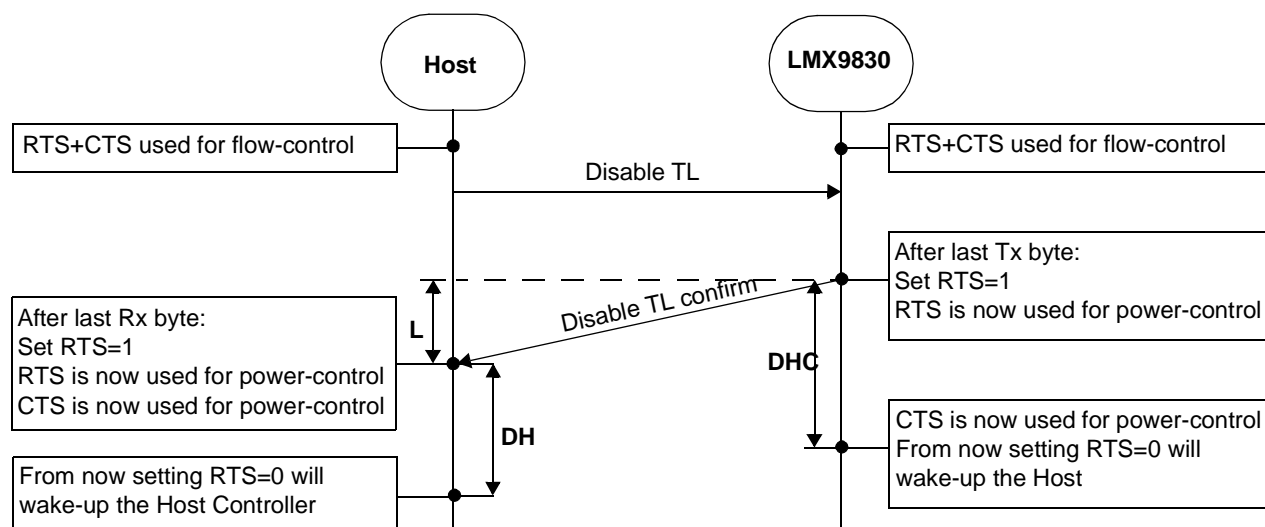 Host
LMX9830
RTS+CTS used for flow-control
RTS+CTS used for flow-control
Disable TL
After last Tx byte:
Set RTS=1
RTS is now used for power-control
Disable TL confirm
L
After last Rx byte:
Set RTS=1
RTS is now used for power-control
CTS is now used for power-control
DHC
DH
CTS is now used for power-control
From now setting RTS=0 will
wake-up the Host
From now setting RTS=0 will
wake-up the Host Controller